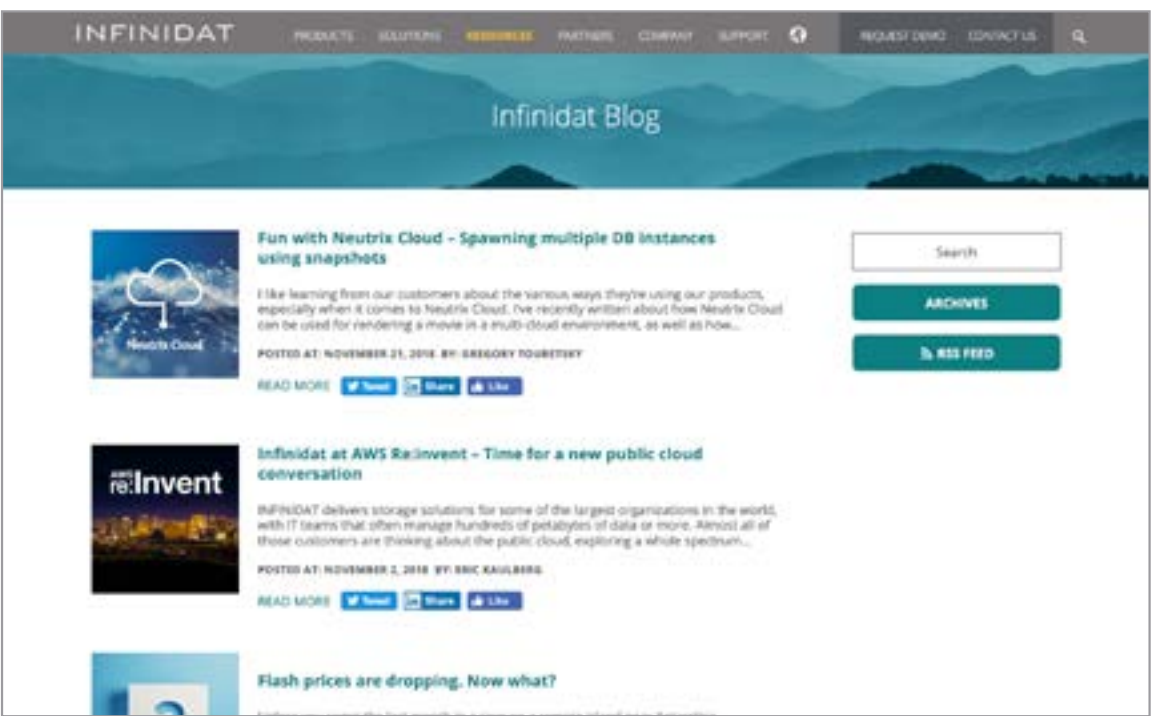 INFINIDAT
PRODUCTS SOLUTIONS RESOURCES PARTNERS COMPANY SUPPORT REQUEST DEMO CONTACT US
Infinidat Blog
Fun with Neutrix Cloud – Spawning multiple DB instances
using snapshots
I like learning from our customers about the various ways they're using our products,
especially when it comes to Neutrix Cloud. I've recently written about how Neutrix Cloud
can be used for rendering a movie in a multi-cloud environment, as well as how...
POSTED AT: NOVEMBER 21, 2018 BY: GREGORY TOURETSKY
READ MORE Tweet in Share Like
Neutrix Cloud
Search
ARCHIVES
RSS FEED
AWS
re:Invent
Infinidat at AWS Re:invent – Time for a new public cloud
conversation
INFINIDAT delivers storage solutions for some of the largest organizations in the world,
with IT teams that often manage hundreds of petabytes of data or more. Almost all of
those customers are thinking about the public cloud, exploring a whole spectrum...
POSTED AT: NOVEMBER 2, 2018 BY: ERIC KAULBERG
READ MORE Tweet in Share Like
Flash prices are dropping. Now what?